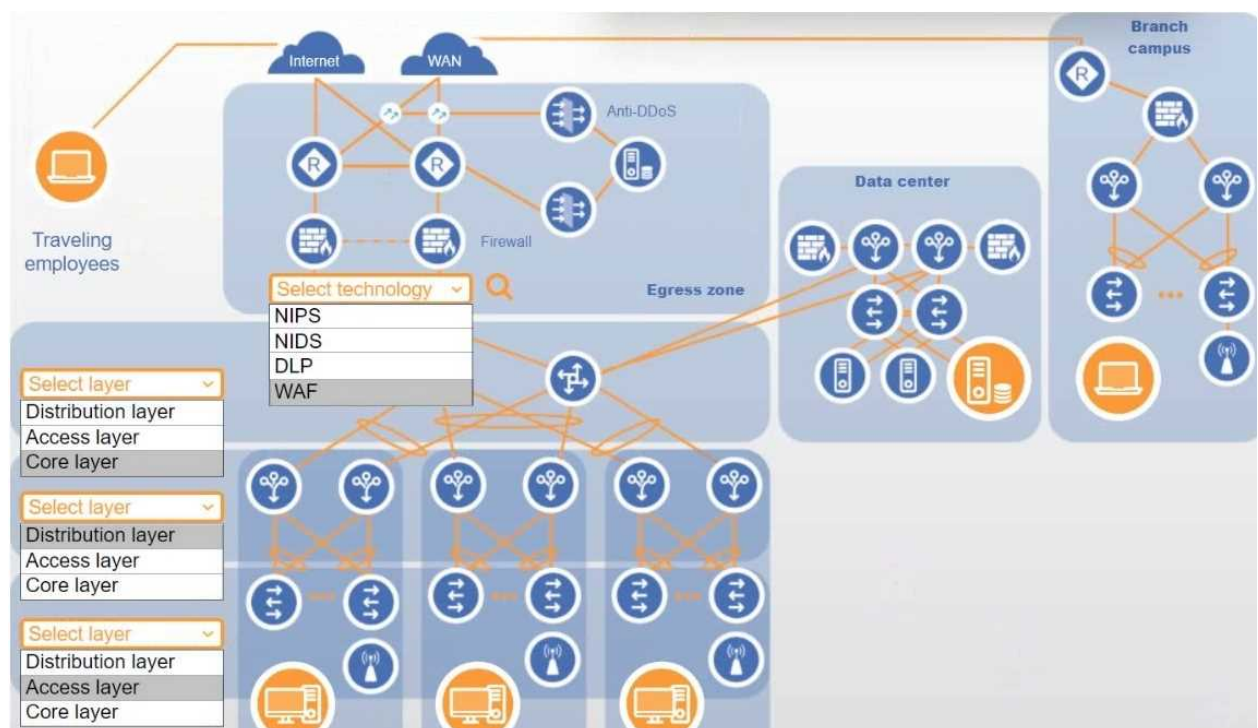 Internet
WAN
Branch
campus
R
Anti-DDoS
R
R
Data center
Traveling
employees
Firewall
Select technology
Egress zone
NIPS
NIDS
DLP
WAF
Select layer
Distribution layer
Access layer
Core layer
Select layer
Distribution layer
Access layer
Core layer
Select layer
Distribution layer
Access layer
Core layer